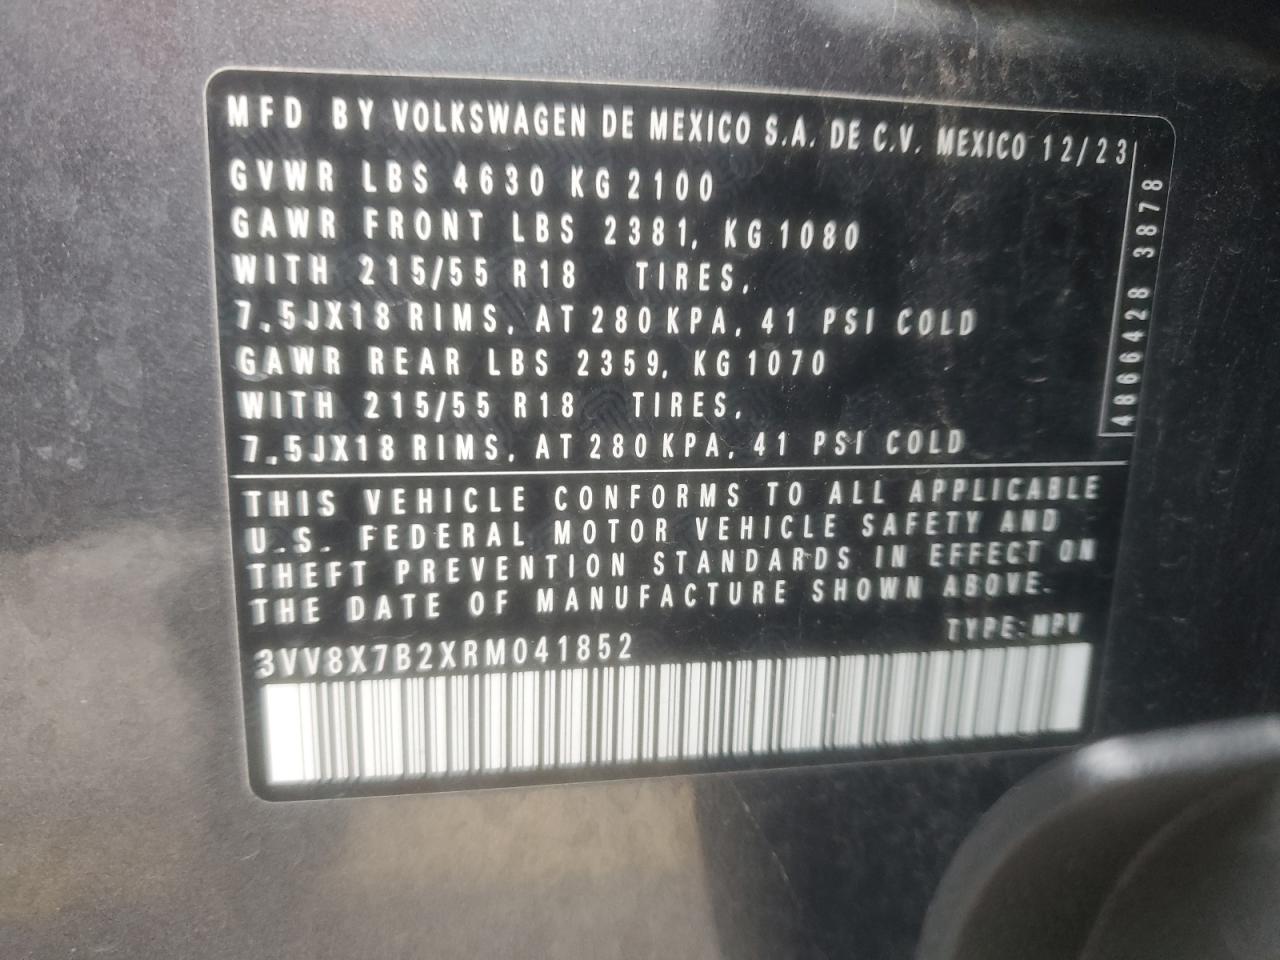 MFD BY VOLKSWAGEN DE MEXICO S.A. DE C.V. MEXICO 12/23
GVWR LBS 4630 KG 2100
GAWR FRONT LBS 2381, KG 1080
WITH 215/55 R18 TIRES,
7.5JX18 RIMS, AT 280 KPA, 41 PSI COLD
GAWR REAR LBS 2359, KG 1070
WITH 215/55 R18 TIRES,
7.5JX18 RIMS, AT 280 KPA, 41 PSI COLD
4866428 3878
THIS VEHICLE CONFORMS TO ALL APPLICABLE
U.S. FEDERAL MOTOR VEHICLE SAFETY AND
THEFT PREVENTION STANDARDS IN EFFECT ON
THE DATE OF MANUFACTURE SHOWN ABOVE.
3VV8X7B2XRM041852
TYPE: MPV